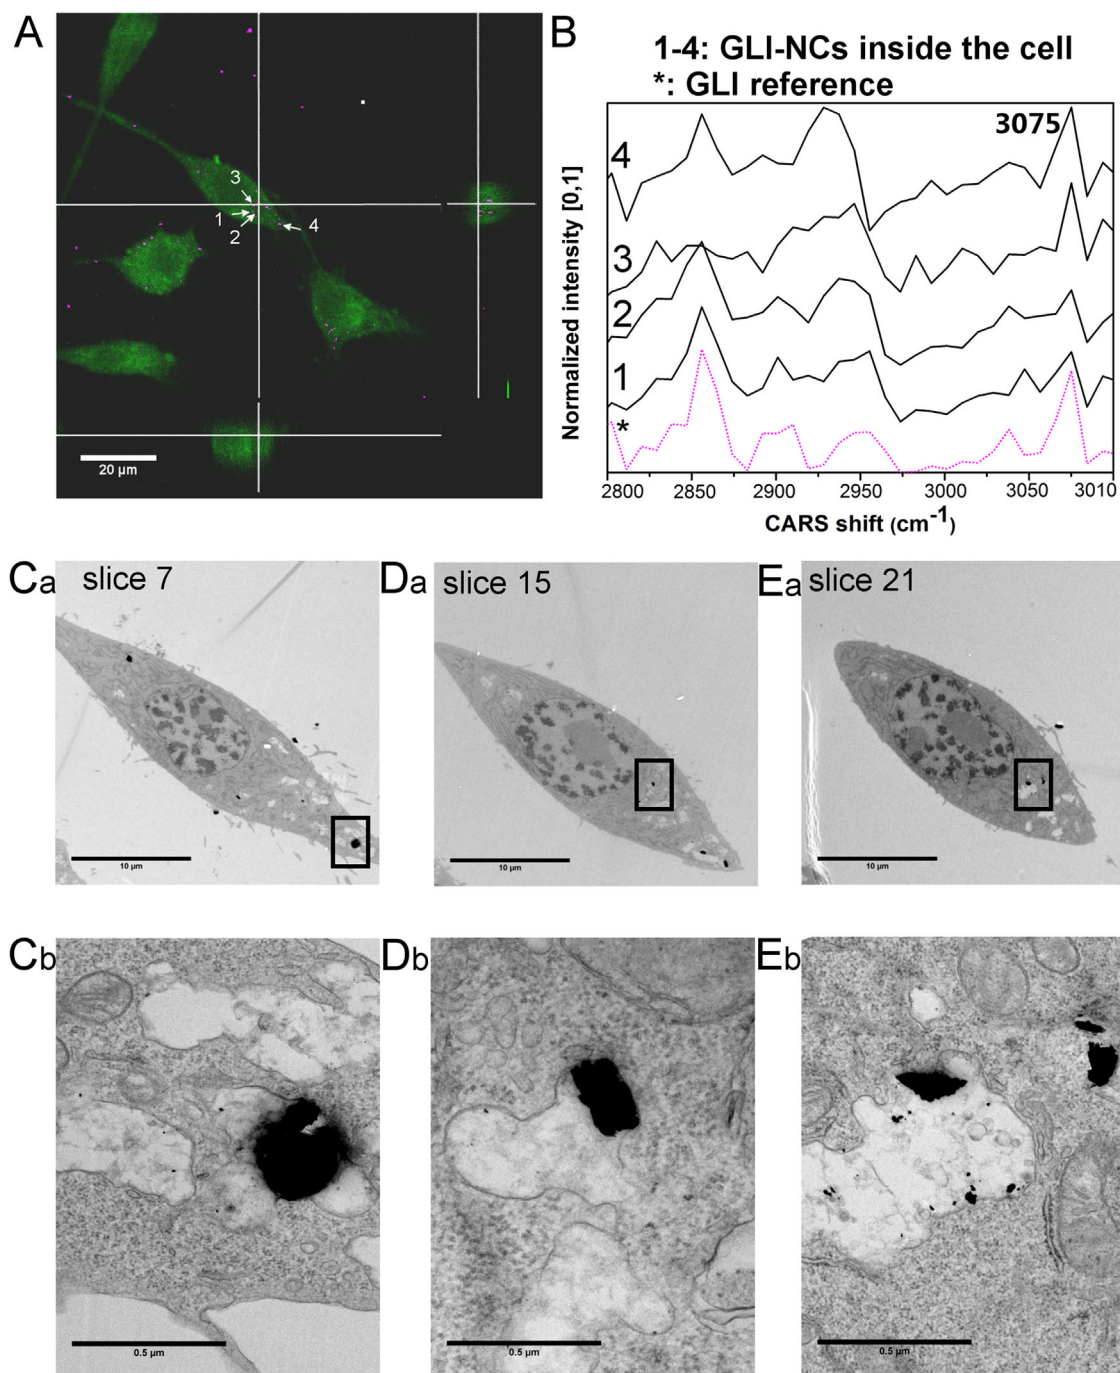 A
3
1
2
4
20 µm
B
1-4: GLI-NCs inside the cell
*: GLI reference
3075
4
3
2
1
*
Normalized intensity [0,1]
2800 2850 2900 2950 3000 3050 3010
CARS shift (cm-1)
Ca slice 7
10 µm
Da slice 15
10 µm
Ea slice 21
10 µm
Cb
0.5 µm
Db
0.5 µm
Eb
0.5 µm